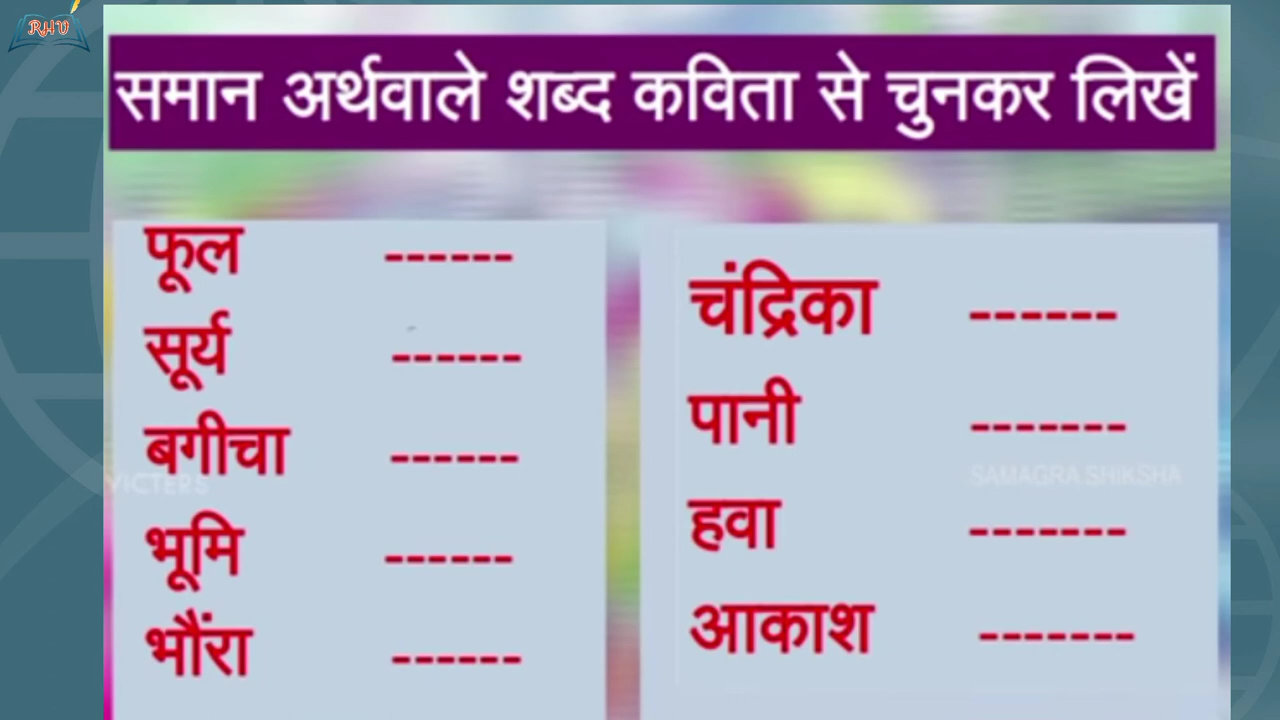 RHV
समान अर्थवाले शब्द कविता से चुनकर लिखें
फूल ------
सूर्य ------
बगीचा ------
भूमि ------
भौंरा ------
चंद्रिका ------
पानी -------
हवा -------
आकाश -------
VICTERS
SAMAGRA SHIKSHA